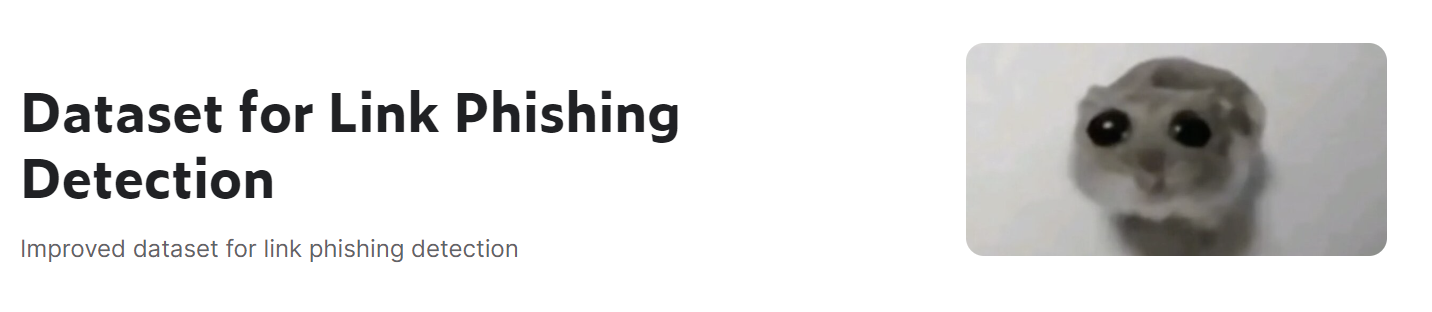 Dataset for Link Phishing
Detection
Improved dataset for link phishing detection